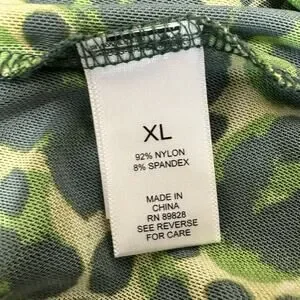 XL
92% NYLON
8% SPANDEX
MADE IN
CHINA
RN 89828
SEE REVERSE
FOR CARE